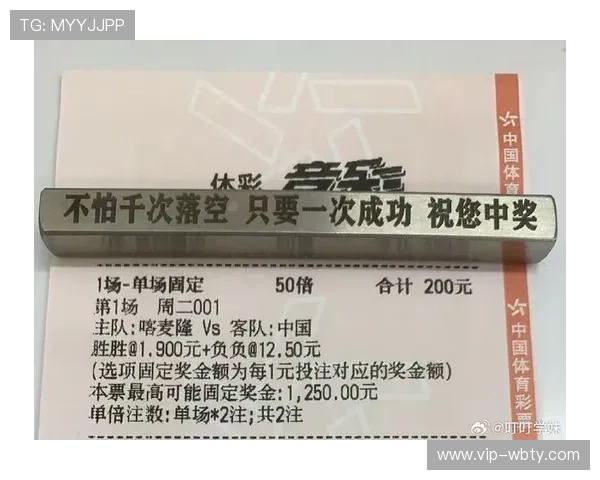 TG: MYYJJPP
体彩 竞彩
不怕千次落空 只要一次成功 祝您中奖
1场-单场固定 50倍 合计 200元
第1场 周二001
主队:喀麦隆 Vs 客队:中国
胜胜@1.900元+负负@12.50元
(选项固定奖金额为每1元投注对应的奖金额)
本票最高可能固定奖金:1,250.00元
单倍注数:单场*2注;共2注
中国体育
中国体育彩票
@叮叮学妹
www.vip-wbty.com